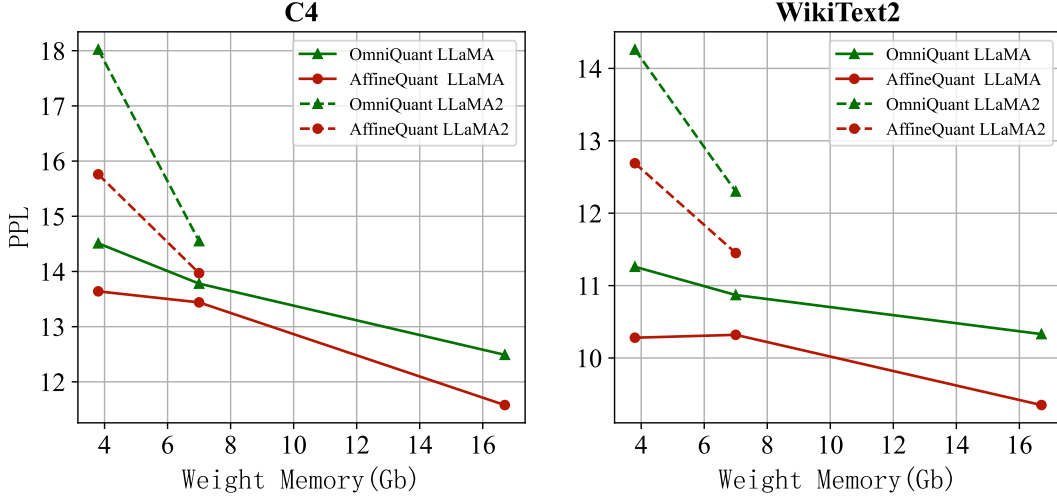 C4
18
17
16
15
14
13
12
PPL
4 6 8 10 12 14 16
Weight Memory(Gb)
OmniQuant LLaMA
AffineQuant LLaMA
OmniQuant LLaMA2
AffineQuant LLaMA2
WikiText2
14
13
12
11
10
4 6 8 10 12 14 16
Weight Memory(Gb)
OmniQuant LLaMA
AffineQuant LLaMA
OmniQuant LLaMA2
AffineQuant LLaMA2